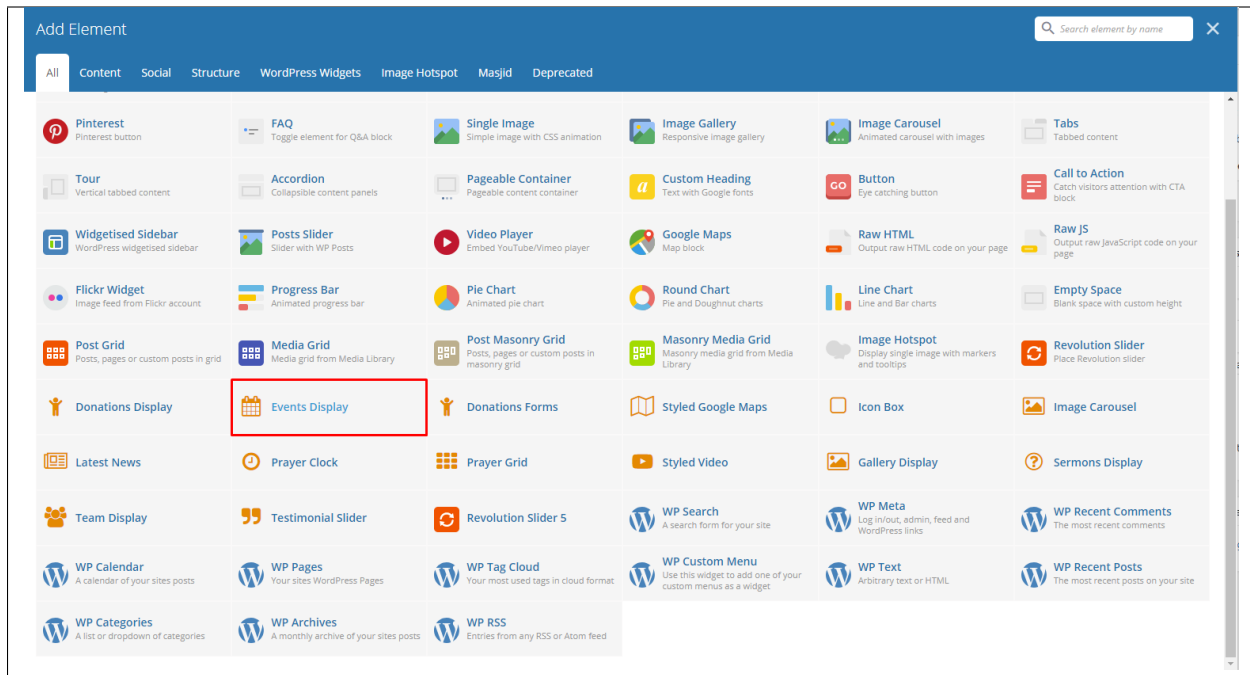 Add Element
Search element by name
All Content Social Structure WordPress Widgets Image Hotspot Masjid Deprecated
Pinterest
Pinterest button
FAQ
Toggle element for Q&A block
Single Image
Simple image with CSS animation
Image Gallery
Responsive image gallery
Image Carousel
Animated carousel with images
Tabs
Tabbed content
Tour
Vertical tabbed content
Accordion
Collapsible content panels
Pageable Container
Pageable content container
Custom Heading
Text with Google fonts
GO
Button
Eye catching button
Call to Action
Catch visitors attention with CTA
block
Widgetised Sidebar
WordPress widgetised sidebar
Posts Slider
Slider with WP Posts
Video Player
Embed YouTube/Vimeo player
Google Maps
Map block
Raw HTML
Output raw HTML code on your page
Raw JS
Output raw JavaScript code on your
page
Flickr Widget
Image feed from Flickr account
Progress Bar
Animated progress bar
Pie Chart
Animated pie chart
Round Chart
Pie and Doughnut charts
Line Chart
Line and Bar charts
Empty Space
Blank space with custom height
Post Grid
Posts, pages or custom posts in grid
Media Grid
Media grid from Media Library
Post Masonry Grid
Posts, pages or custom posts in
masonry grid
Masonry Media Grid
Masonry media grid from Media
Library
Image Hotspot
Display single image with markers
and tooltips
Revolution Slider
Place Revolution slider
Donations Display
Events Display
Donations Forms
Styled Google Maps
Icon Box
Image Carousel
Latest News
Prayer Clock
Prayer Grid
Styled Video
Gallery Display
Sermons Display
Team Display
Testimonial Slider
Revolution Slider 5
WP Search
A search form for your site
WP Meta
Log in/out, admin, feed and
WordPress links
WP Recent Comments
The most recent comments
WP Calendar
A calendar of your sites posts
WP Pages
Your sites WordPress Pages
WP Tag Cloud
Your most used tags in cloud format
WP Custom Menu
Use this widget to add one of your
custom menus as a widget
WP Text
Arbitrary text or HTML
WP Recent Posts
The most recent posts on your site
WP Categories
A list or dropdown of categories
WP Archives
A monthly archive of your sites posts
WP RSS
Entries from any RSS or Atom feed